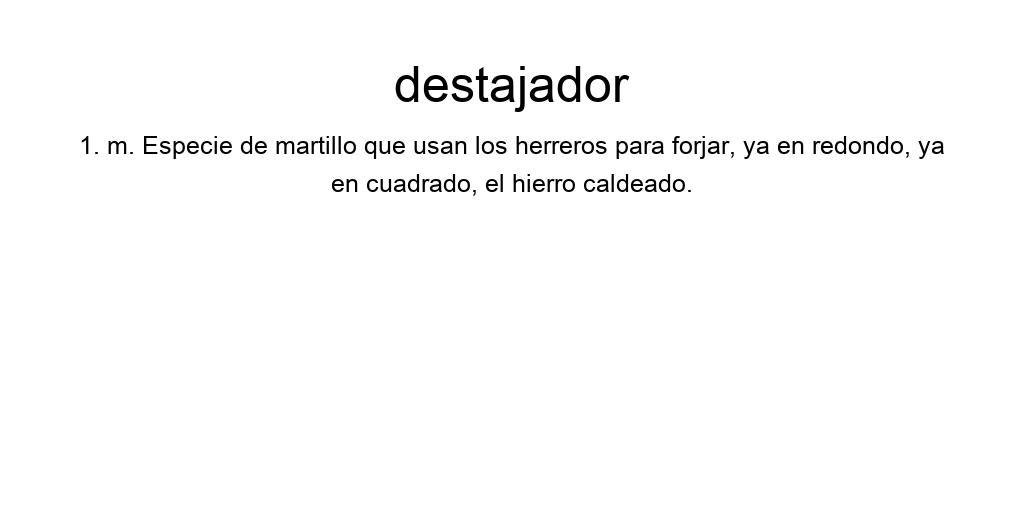 destajador
1. m. Especie de martillo que usan los herreros para forjar, ya en redondo, ya
en cuadrado, el hierro caldeado.